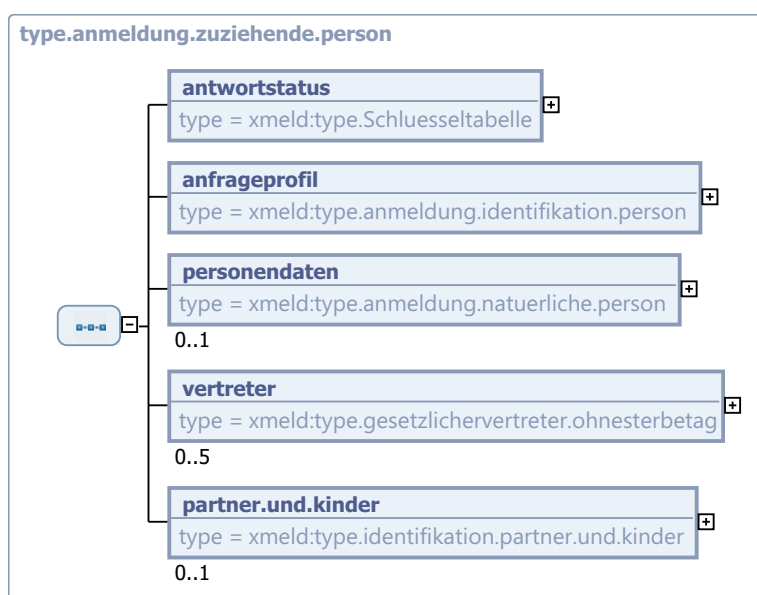 type.anmeldung.zuziehende.person
antwortstatus
type = xmeld:type.Schluesseltabelle
anfrageprofil
type = xmeld:type.anmeldung.identifikation.person
personendaten
type = xmeld:type.anmeldung.natuerliche.person
0..1
vertreter
type = xmeld:type.gesetzlichervertreter.ohnesterbetag
0..5
partner.und.kinder
type = xmeld:type.identifikation.partner.und.kinder
0..1